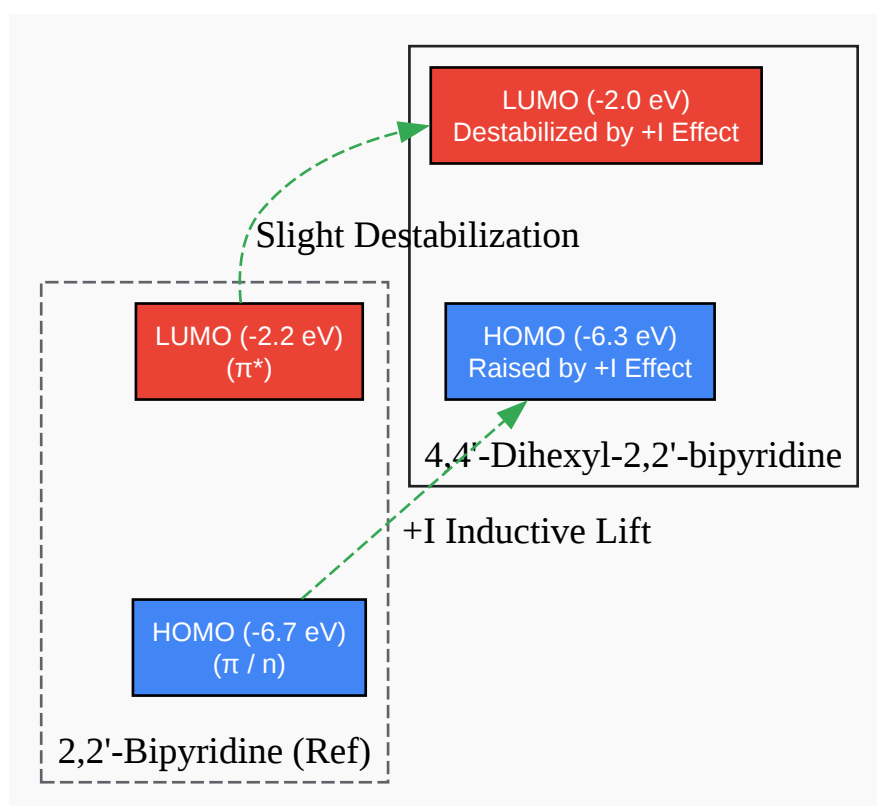 LUMO (-2.0 eV)
Destabilized by +I Effect
Slight Destabilization
LUMO (-2.2 eV)
(π*)
HOMO (-6.3 eV)
Raised by +I Effect
4,4'-Dihexyl-2,2'-bipyridine
+I Inductive Lift
HOMO (-6.7 eV)
(π / n)
2,2'-Bipyridine (Ref)